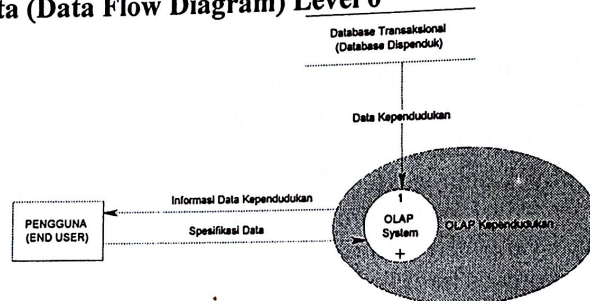 ta (Data Flow Diagram) Level 0
Database Transaksional
(Database Dispenduk)
Data Kependudukan
Informasi Data Kependudukan
1
PENGGUNA
(END USER)
Spesifikasi Data
OLAP
System
OLAP Kependudukan
+